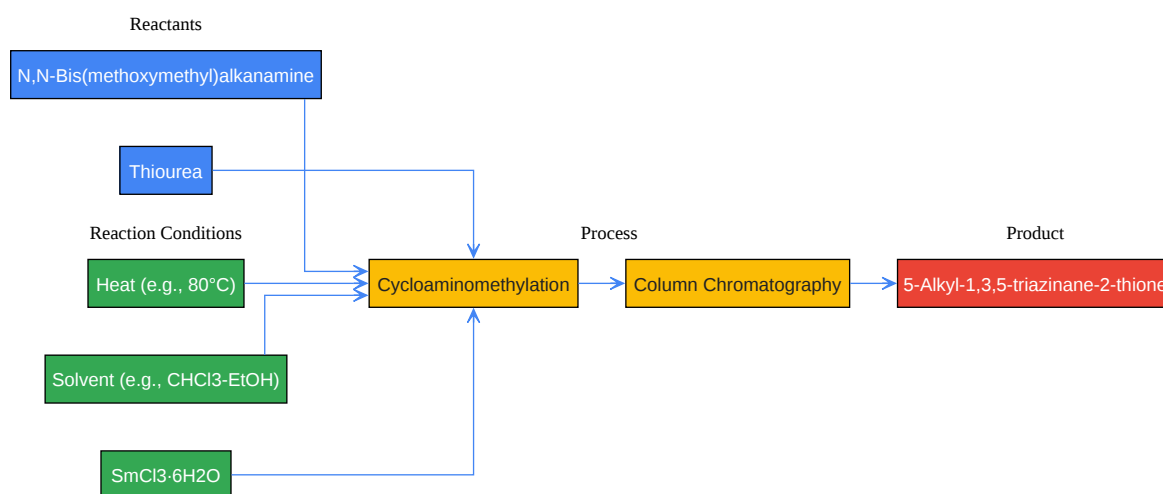 Reactants
N,N-Bis(methoxymethyl)alkanamine
Thiourea
Reaction Conditions
Process
Product
Heat (e.g., 80°C)
Cycloaminomethylation
Column Chromatography
5-Alkyl-1,3,5-triazinane-2-thione
Solvent (e.g., CHCl3-EtOH)
SmCl3·6H2O